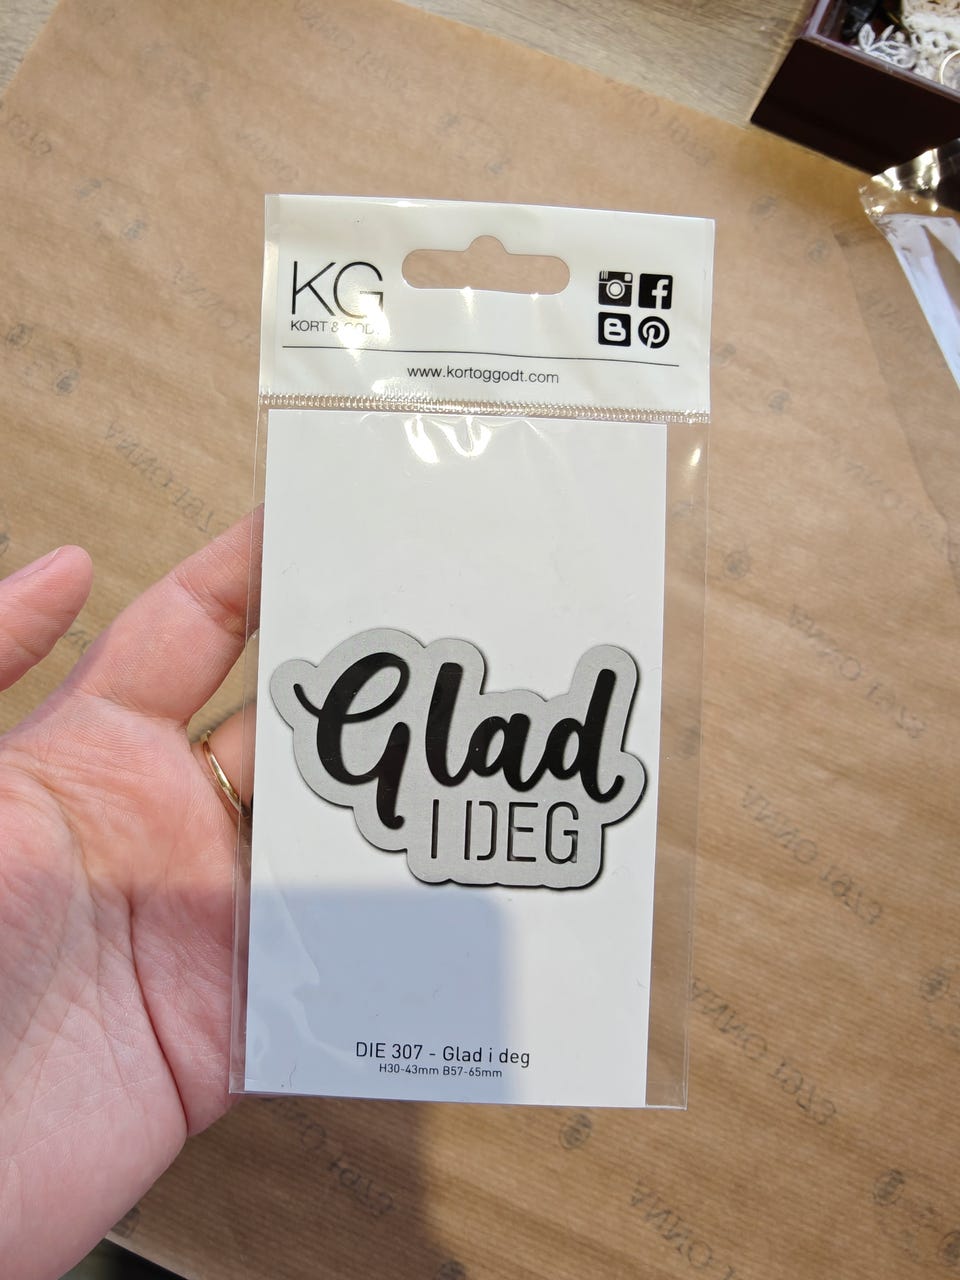 KG
KORT & GODT
www.kortoggodt.com
Glad
I DEG
DIE 307 - Glad i deg
H30-43mm B57-65mm